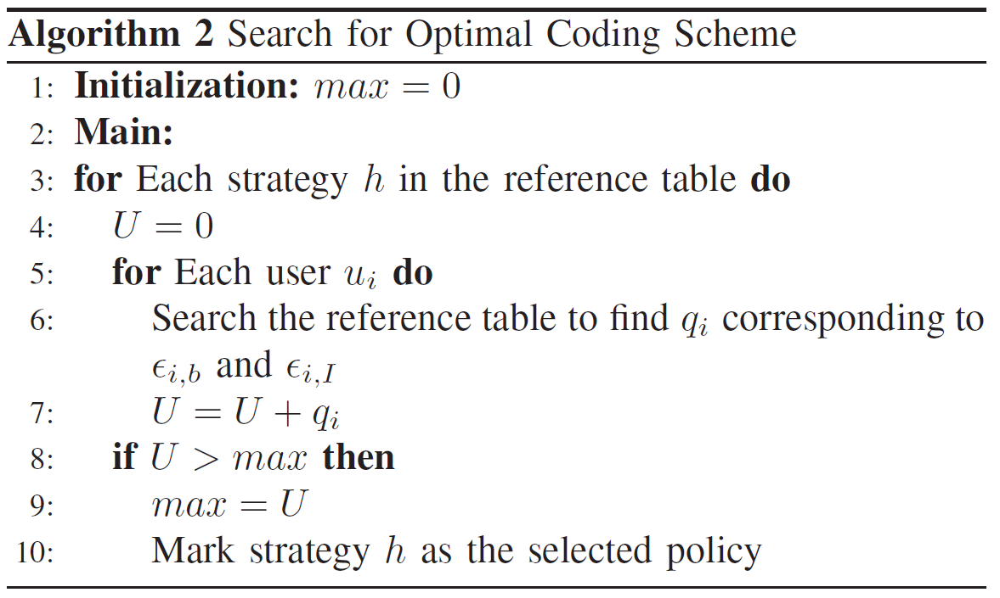 Algorithm 2 Search for Optimal Coding Scheme
1: Initialization: max = 0
2: Main:
3: for Each strategy h in the reference table do
4: U = 0
5: for Each user u_i do
6: Search the reference table to find q_i corresponding to
ϵ_{i,b} and ϵ_{i,I}
7: U = U + q_i
8: if U > max then
9: max = U
10: Mark strategy h as the selected policy